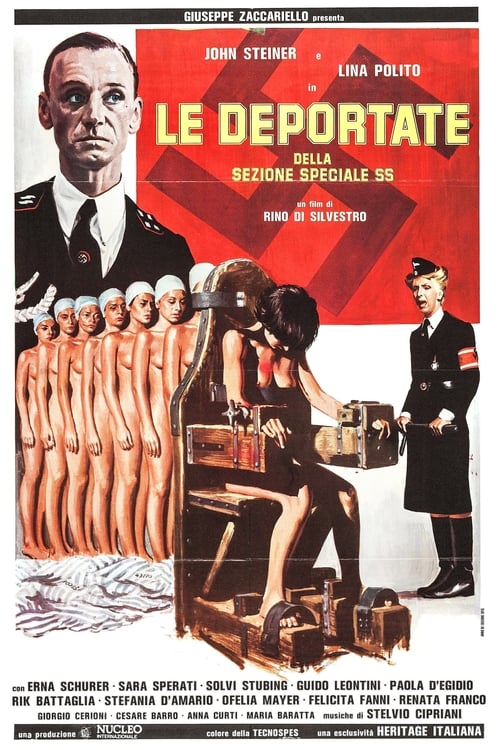 GIUSEPPE ZACCARIELLO presenta
JOHN STEINER e
LINA POLITO
in
LE DEPORTATE
DELLA
SEZIONE SPECIALE SS
un film di
RINO DI SILVESTRO
con ERNA SCHURER · SARA SPERATI · SOLVI STUBING · GUIDO LEONTINI · PAOLA D'EGIDIO
RIK BATTAGLIA · STEFANIA D'AMARIO · OFELIA MAYER · FELICITA FANNI · RENATA FRANCO
GIORGIO CERIONI · CESARE BARRO · ANNA CURTI · MARIA BARATTA musiche di STELVIO CIPRIANI
una produzione NUCLEO INTERNAZIONALE colore della TECNOSPES una esclusività HERITAGE ITALIANA